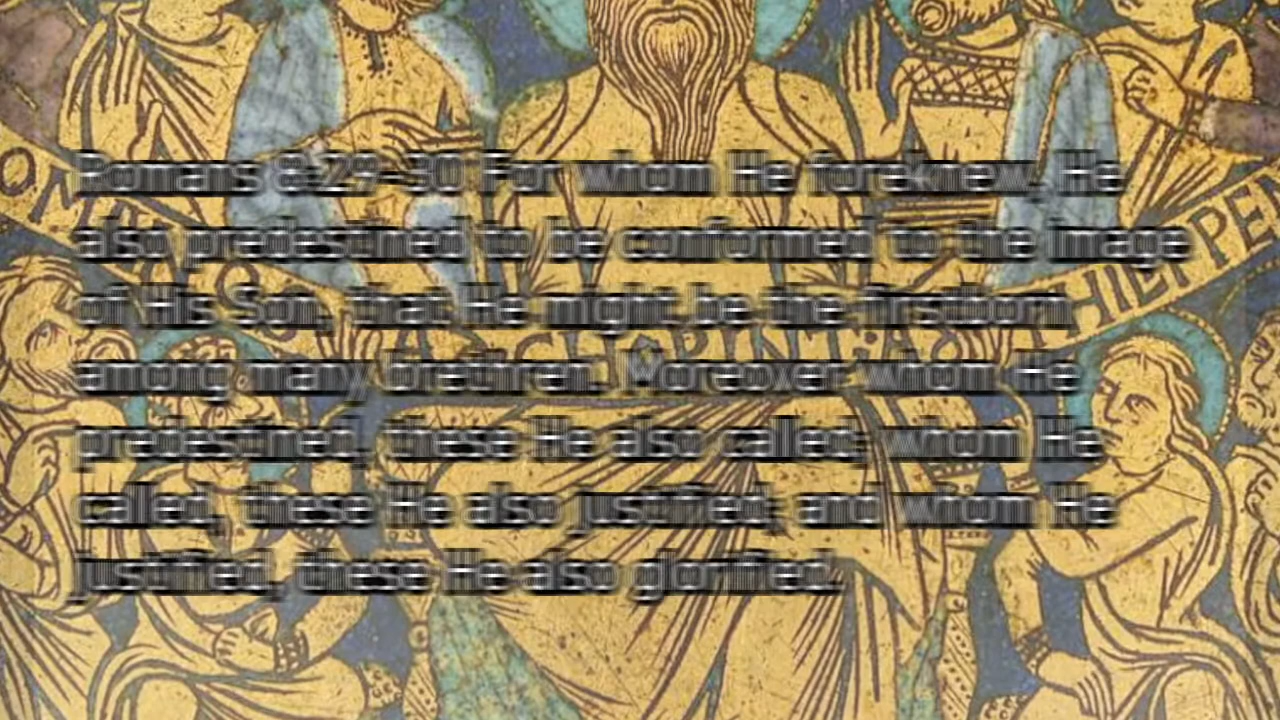 Romans 8:29-30 For whom He foreknew, He
also predestined to be conformed to the image
of His Son, that He might be the firstborn
among many brethren. Moreover whom He
predestined, these He also called; whom He
called, these He also justified; and whom He
justified, these He also glorified.